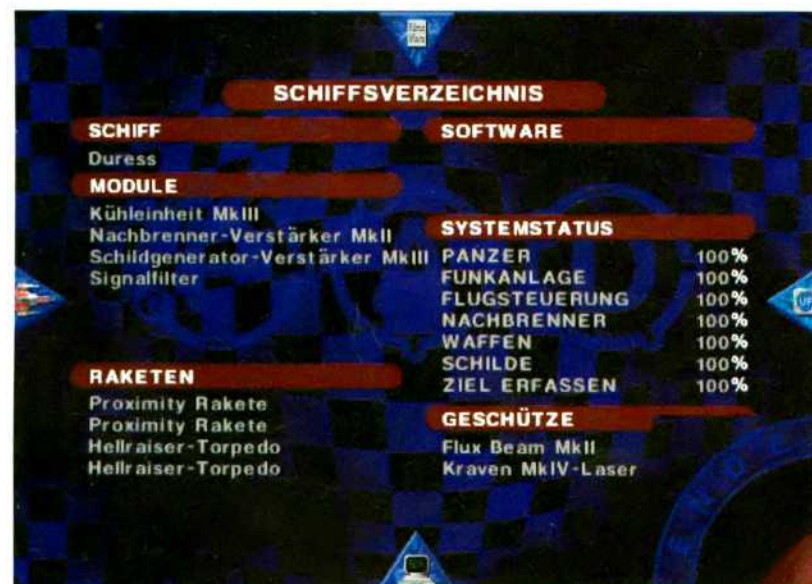 SCHIFFSVERZEICHNIS
SCHIFF
Duress
MODULE
Kühleinheit MkIII
Nachbrenner-Verstärker MkII
Schildgenerator-Verstärker MkIII
Signalfilter
RAKETEN
Proximity Rakete
Proximity Rakete
Hellraiser-Torpedo
Hellraiser-Torpedo
SOFTWARE
SYSTEMSTATUS
PANZER 100%
FUNKANLAGE 100%
FLUGSTEUERUNG 100%
NACHBRENNER 100%
WAFFEN 100%
SCHILDE 100%
ZIEL ERFASSEN 100%
GESCHÜTZE
Flux Beam MkII
Kraven MkIV-Laser